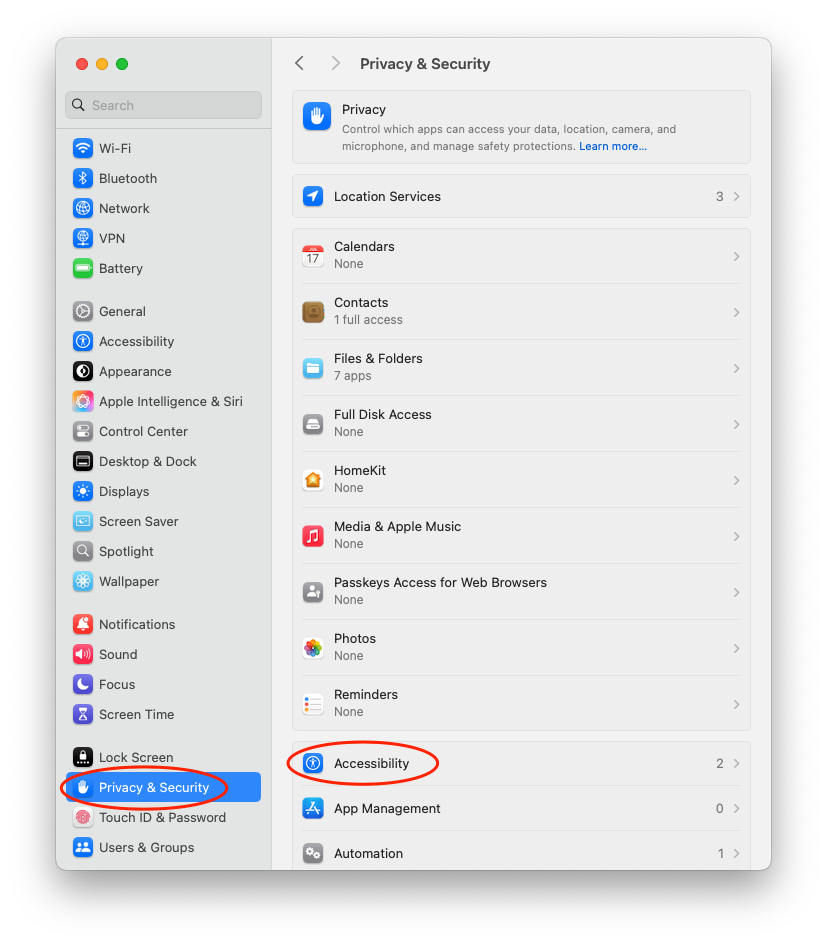 Privacy & Security
Search
Wi-Fi
Bluetooth
Network
VPN
Battery
General
Accessibility
Appearance
Apple Intelligence & Siri
Control Center
Desktop & Dock
Displays
Screen Saver
Spotlight
Wallpaper
Notifications
Sound
Focus
Screen Time
Lock Screen
Privacy & Security
Touch ID & Password
Users & Groups
Privacy
Control which apps can access your data, location, camera, and
microphone, and manage safety protections. Learn more...
Location Services 3
17
Calendars
None
Contacts
1 full access
Files & Folders
7 apps
Full Disk Access
None
HomeKit
None
Media & Apple Music
None
Passkeys Access for Web Browsers
None
Photos
None
Reminders
None
Accessibility 2
App Management 0
Automation 1